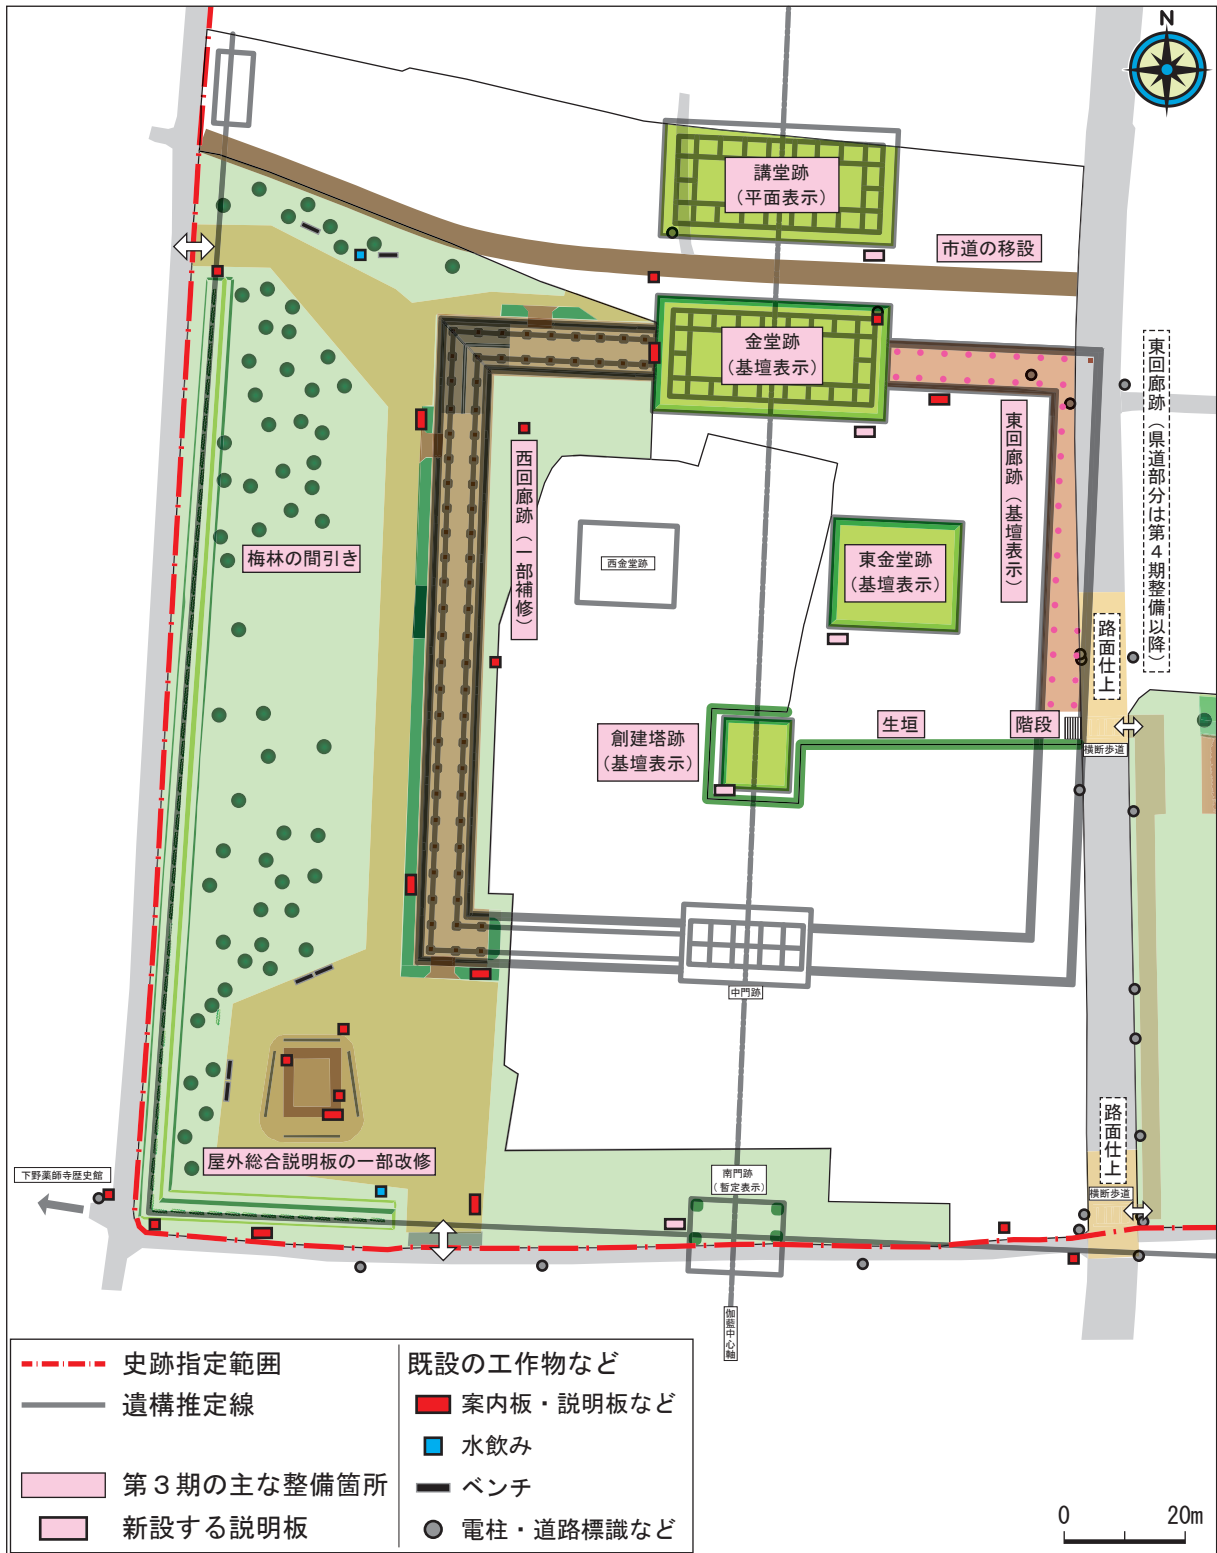 N
講堂跡
（平面表示）
市道の移設
金堂跡
（基壇表示）
東回廊跡（県道部分は第４期整備以降）
東回廊跡（基壇表示）
西回廊跡（一部補修）
梅林の間引き
西金堂跡
東金堂跡
（基壇表示）
路面仕上
創建塔跡
（基壇表示）
生垣
階段
横断歩道
中門跡
路面仕上
屋外総合説明板の一部改修
下野薬師寺歴史館
南門跡
（暫定表示）
横断歩道
伽藍中心軸
史跡指定範囲
遺構推定線
第３期の主な整備箇所
新設する説明板
既設の工作物など
案内板・説明板など
水飲み
ベンチ
電柱・道路標識など
0 20m